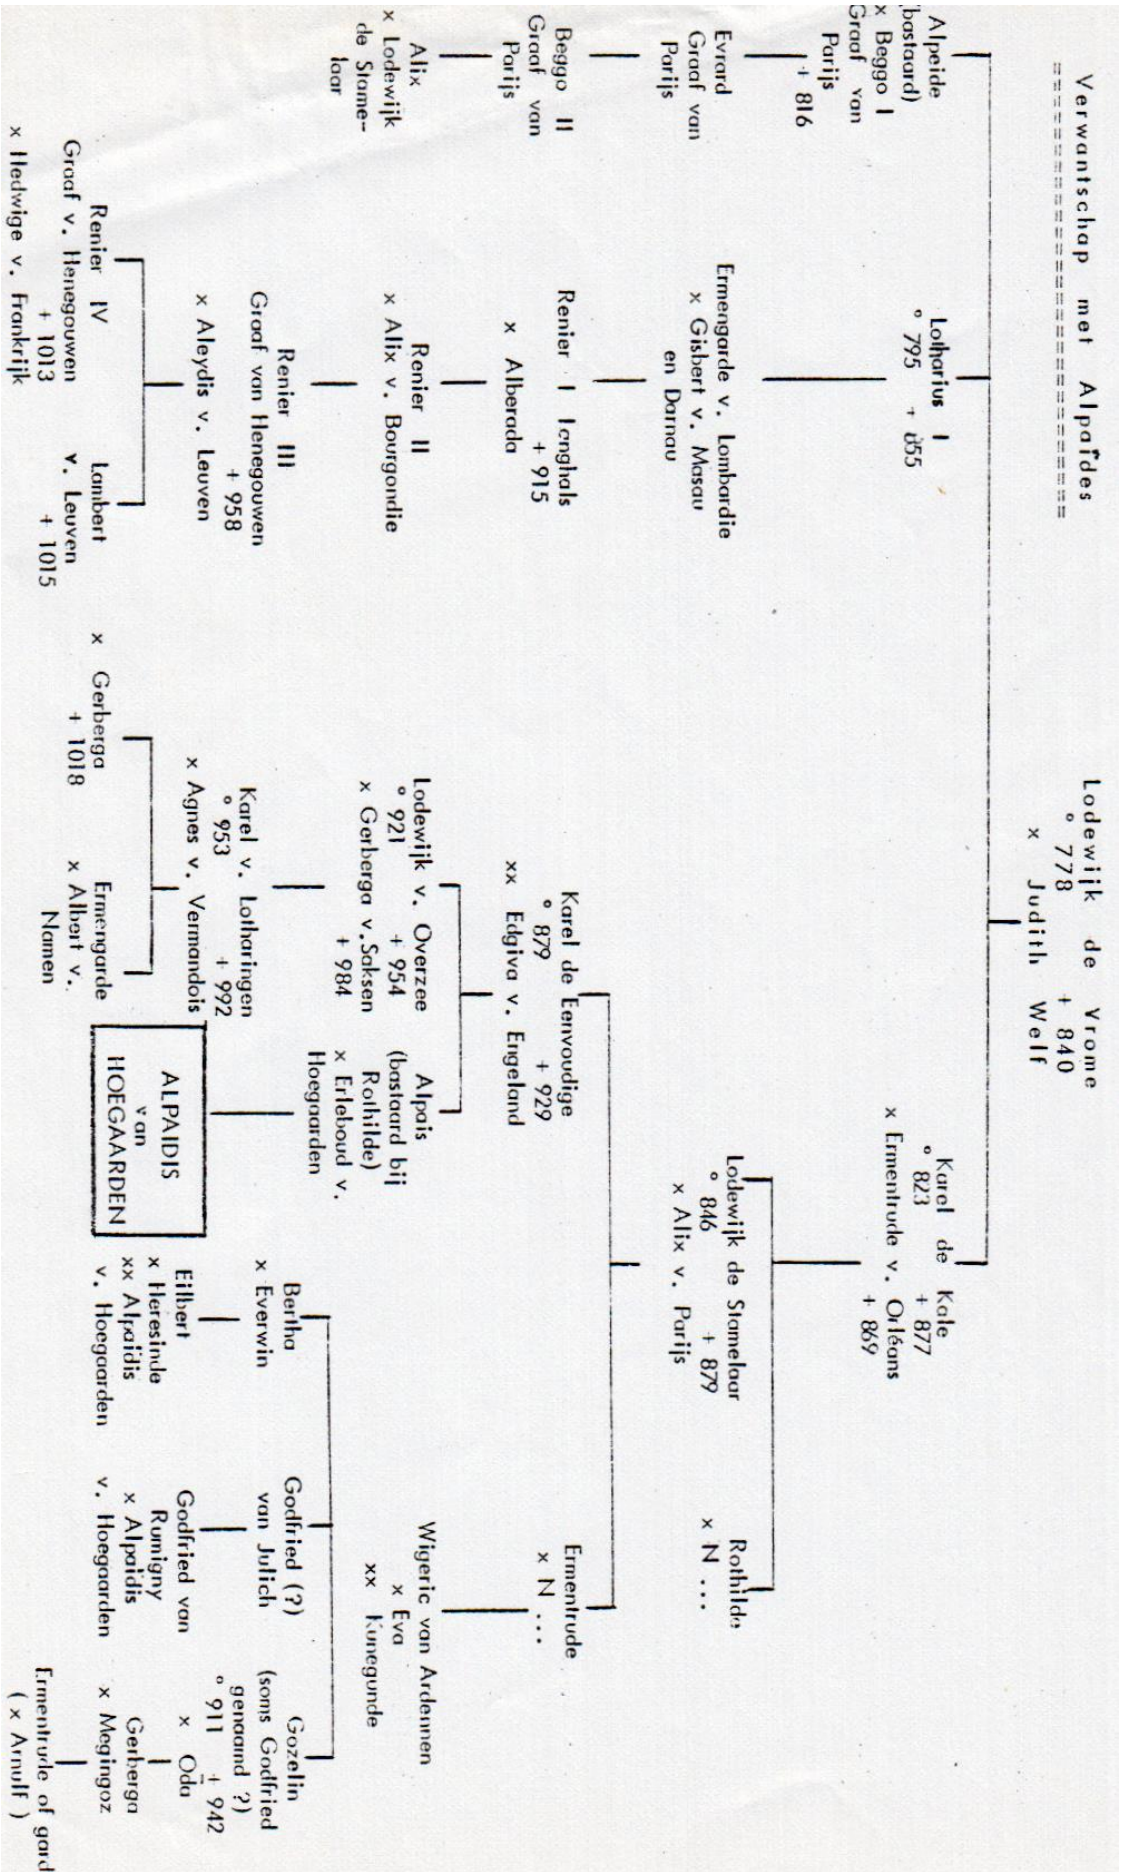 Verwantschap met Alpaïdes
=========================
Lodewijk de Vrome
° 778 + 840
x Judith Welf
Alpeide
(bastaard)
x Beggo I
Graaf van
Parijs
+ 816
Lotharius I
° 795 + 855
Karel de Kale
° 823 + 877
x Ermentrude v. Orléans
+ 869
Evrard
Graaf van
Parijs
Ermengarde v. Lombardie
x Gisbert v. Masau
en Darnau
Lodewijk de Stamelaar
° 846 + 879
x Alix v. Parijs
Rothilde
x N ...
Beggo II
Graaf van
Parijs
Renier I Lenghals
+ 915
x Alberada
Karel de Eenvoudige
° 879 + 929
xx Edgiva v. Engeland
Ermentrude
x N ...
Alix
x Lodewijk
de Stame-
laar
Renier II
x Alix v. Bourgondie
Lodewijk v. Overzee
° 921 + 954
x Gerberga v.Saksen
+ 984
Alpais
(bastaard bij
Rothilde)
x Erleboud v.
Hoegaarden
Wigeric van Ardennen
x Eva
xx Kunegunde
Renier III
Graaf van Henegouwen
+ 958
x Aleydis v. Leuven
Karel v. Lotharingen
° 953 + 992
x Agnes v. Vermandois
Bertha
x Everwin
Godfried (?)
van Julich
Gozelin
(soms Godfried
genaamd ?)
° 911 + 942
x Oda
Renier IV
Graaf v. Henegouwen
+ 1013
x Hedwige v. Frankrijk
Lambert
v. Leuven
+ 1015
x Gerberga
+ 1018
Ermengarde
x Albert v.
Namen
ALPAIDIS
van
HOEGAARDEN
Eilbert
x Heresinde
xx Alpaïdis
v. Hoegaarden
Godfried van
Rumigny
x Alpaïdis
v. Hoegaarden
Gerberga
x Megingoz
Ermentrude of gard
( x Arnulf )